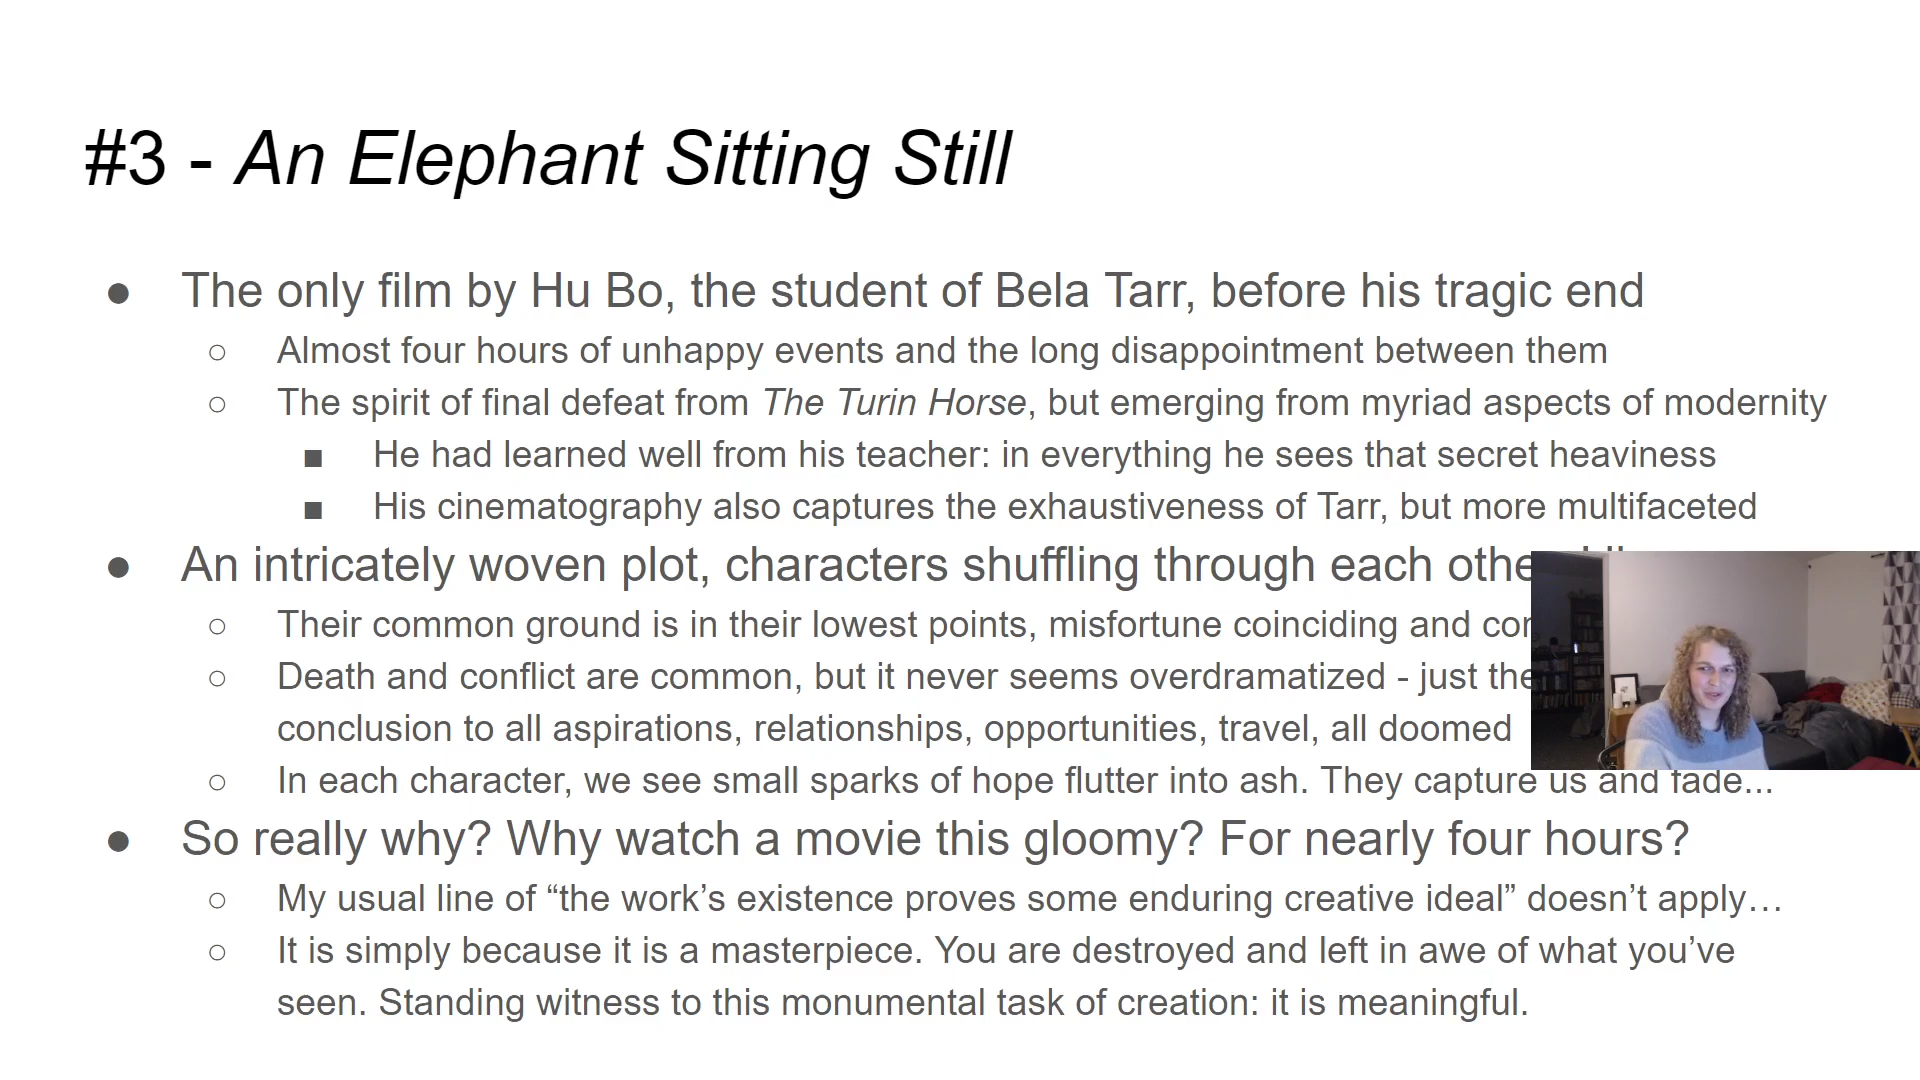 #3 - An Elephant Sitting Still
● The only film by Hu Bo, the student of Bela Tarr, before his tragic end
○ Almost four hours of unhappy events and the long disappointment between them
○ The spirit of final defeat from The Turin Horse, but emerging from myriad aspects of modernity
■ He had learned well from his teacher: in everything he sees that secret heaviness
■ His cinematography also captures the exhaustiveness of Tarr, but more multifaceted
● An intricately woven plot, characters shuffling through each
○ Their common ground is in their lowest points, misfortune coinciding and
○ Death and conflict are common, but it never seems overdramatized - just
conclusion to all aspirations, relationships, opportunities, travel, all doomed
○ In each character, we see small sparks of hope flutter into ash. They capture us and fade...
● So really why? Why watch a movie this gloomy? For nearly four hours?
○ My usual line of “the work’s existence proves some enduring creative ideal” doesn’t apply…
○ It is simply because it is a masterpiece. You are destroyed and left in awe of what you’ve
seen. Standing witness to this monumental task of creation: it is meaningful.